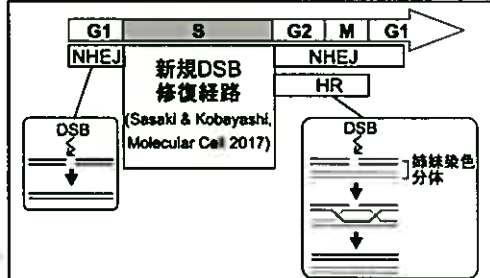 G1 S G2 M G1
NHEJ NHEJ
新規DSB
修復経路
(Sasaki & Kobayashi,
Molecular Cell 2017)
HR
DSB
DSB
姉妹染色
分体